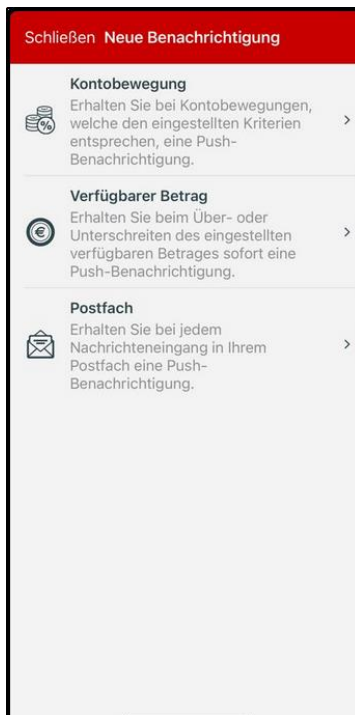 Schließen Neue Benachrichtigung
Kontobewegung
Erhalten Sie bei Kontobewegungen,
welche den eingestellten Kriterien
entsprechen, eine Push-
Benachrichtigung.
Verfügbarer Betrag
Erhalten Sie beim Über- oder
Unterschreiten des eingestellten
verfügbaren Betrages sofort eine
Push-Benachrichtigung.
Postfach
Erhalten Sie bei jedem
Nachrichteneingang in Ihrem
Postfach eine Push-
Benachrichtigung.